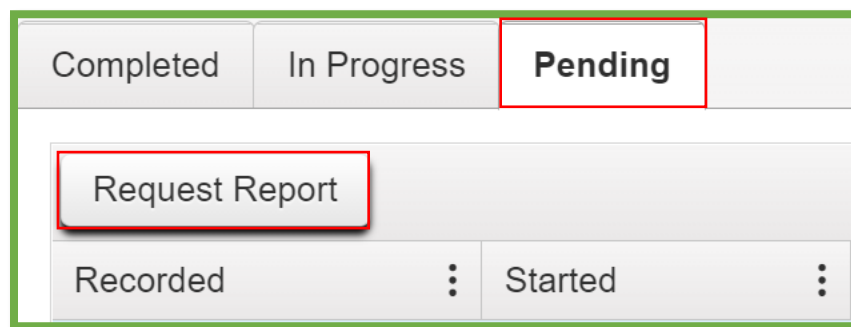 Completed In Progress Pending
Request Report
Recorded Started